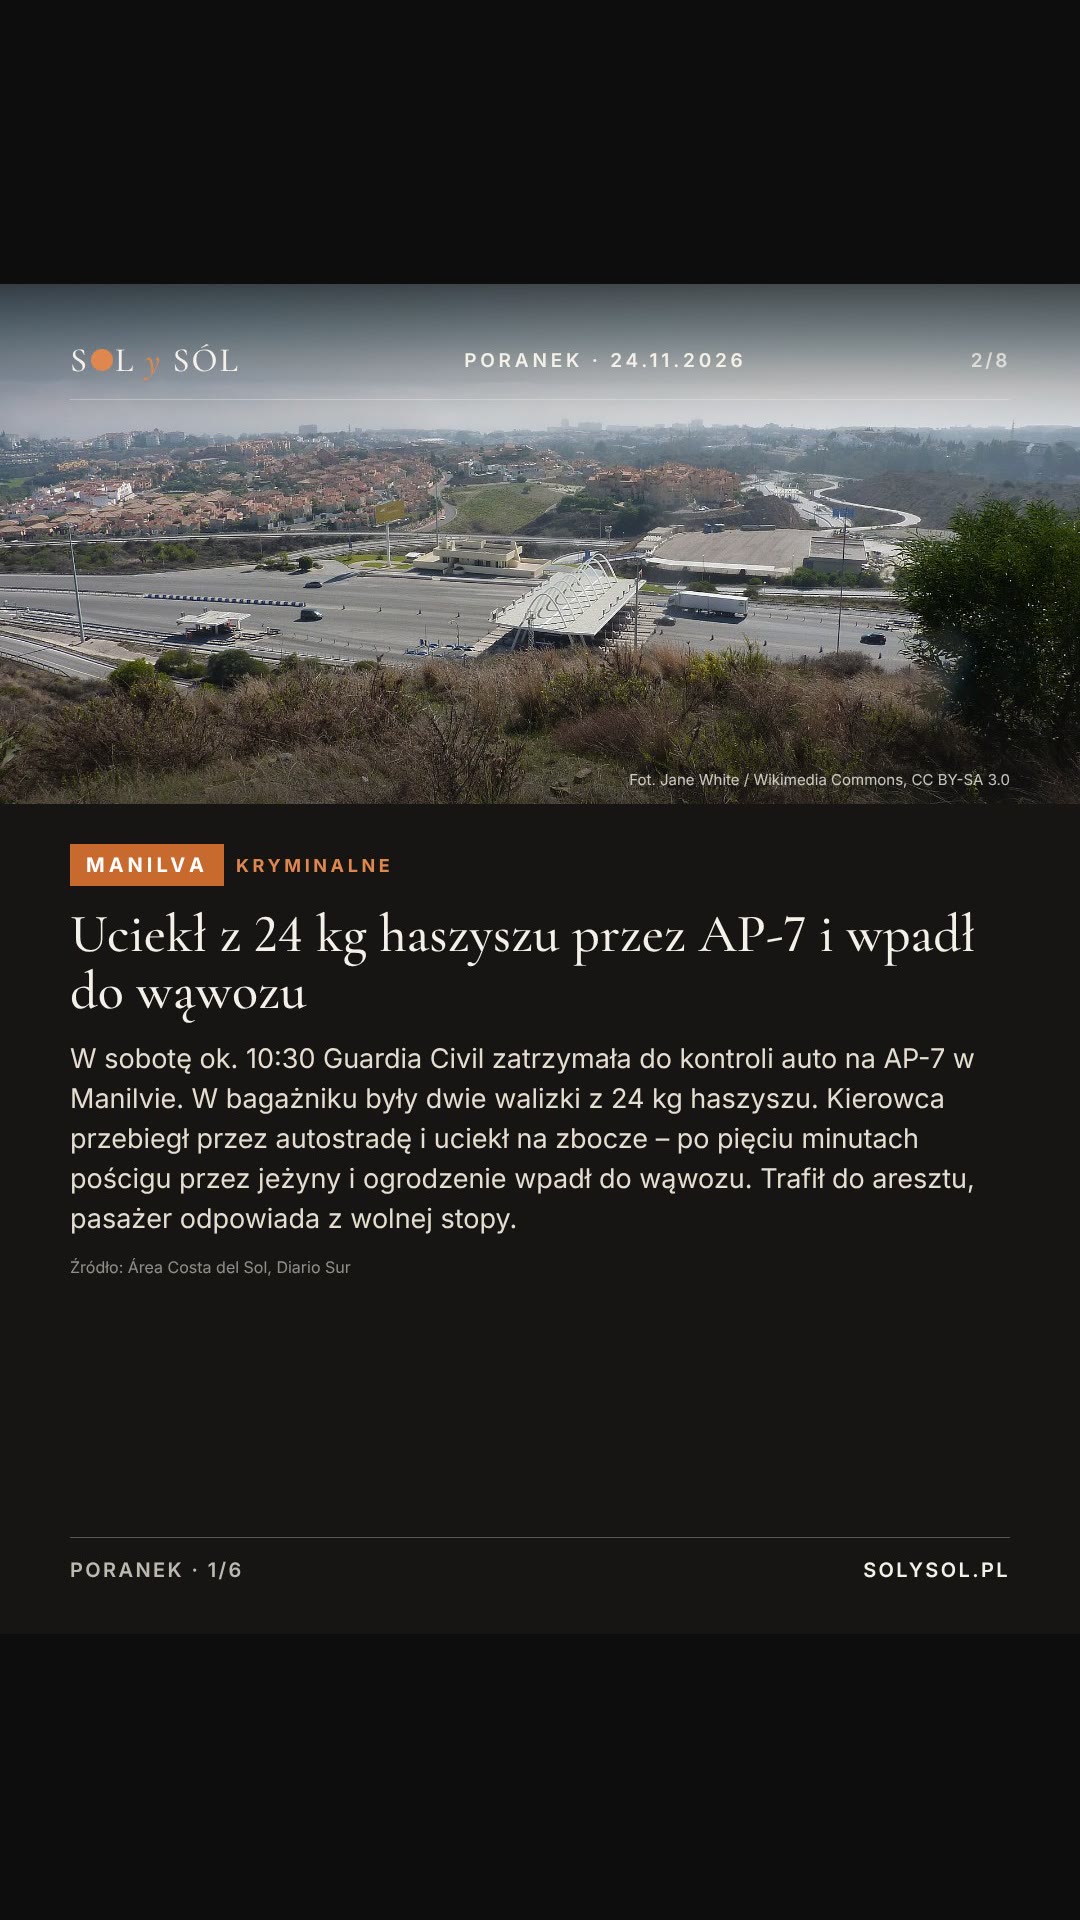 SOL y SÓL
PORANEK · 24.11.2026
2/8
Fot. Jane White / Wikimedia Commons, CC BY-SA 3.0
MANILVA KRYMINALNE
Uciekł z 24 kg haszyszu przez AP-7 i wpadł
do wąwozu
W sobotę ok. 10:30 Guardia Civil zatrzymała do kontroli auto na AP-7 w
Manilvie. W bagażniku były dwie walizki z 24 kg haszyszu. Kierowca
przebiegł przez autostradę i uciekł na zbocze – po pięciu minutach
pościgu przez jeżyny i ogrodzenie wpadł do wąwozu. Trafił do aresztu,
pasażer odpowiada z wolnej stopy.
Źródło: Área Costa del Sol, Diario Sur
PORANEK · 1/6
SOLYSOL.PL